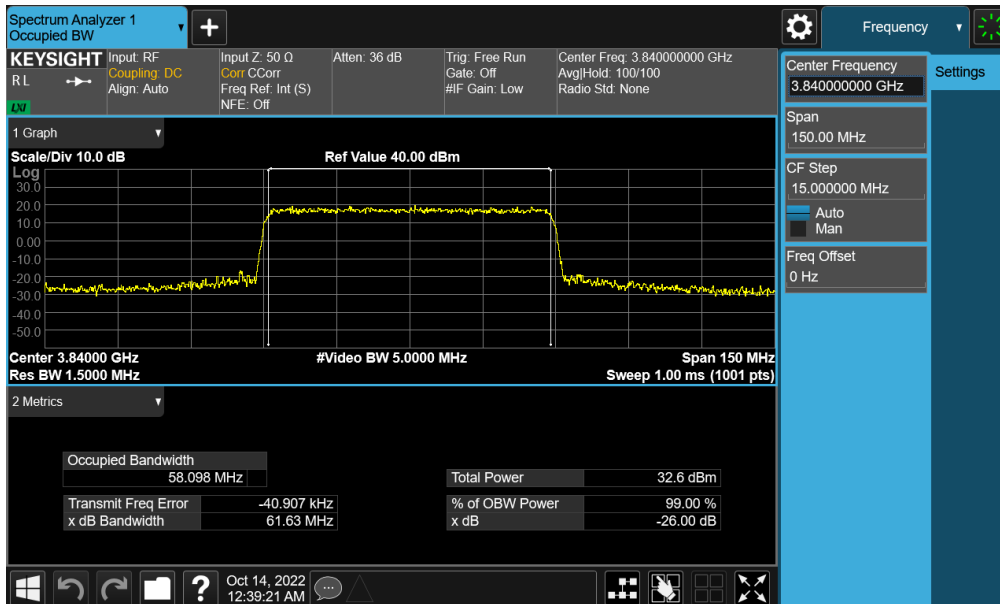 Spectrum Analyzer 1
Occupied BW
+
Frequency
KEYSIGHT
R L
LXI
Input: RF
Coupling: DC
Align: Auto
Input Z: 50 Ω
Corr CCorr
Freq Ref: Int (S)
NFE: Off
Atten: 36 dB
Trig: Free Run
Gate: Off
#IF Gain: Low
Center Freq: 3.840000000 GHz
Avg|Hold: 100/100
Radio Std: None
Center Frequency
3.840000000 GHz
Settings
Span
150.00 MHz
CF Step
15.000000 MHz
Auto
Man
Freq Offset
0 Hz
1 Graph
Scale/Div 10.0 dB
Ref Value 40.00 dBm
Log
30.0
20.0
10.0
0.00
-10.0
-20.0
-30.0
-40.0
-50.0
Center 3.84000 GHz
#Video BW 5.0000 MHz
Span 150 MHz
Res BW 1.5000 MHz
Sweep 1.00 ms (1001 pts)
2 Metrics
Occupied Bandwidth
58.098 MHz
Total Power 32.6 dBm
Transmit Freq Error -40.907 kHz
% of OBW Power 99.00 %
x dB Bandwidth 61.63 MHz
x dB -26.00 dB
?
Oct 14, 2022
12:39:21 AM